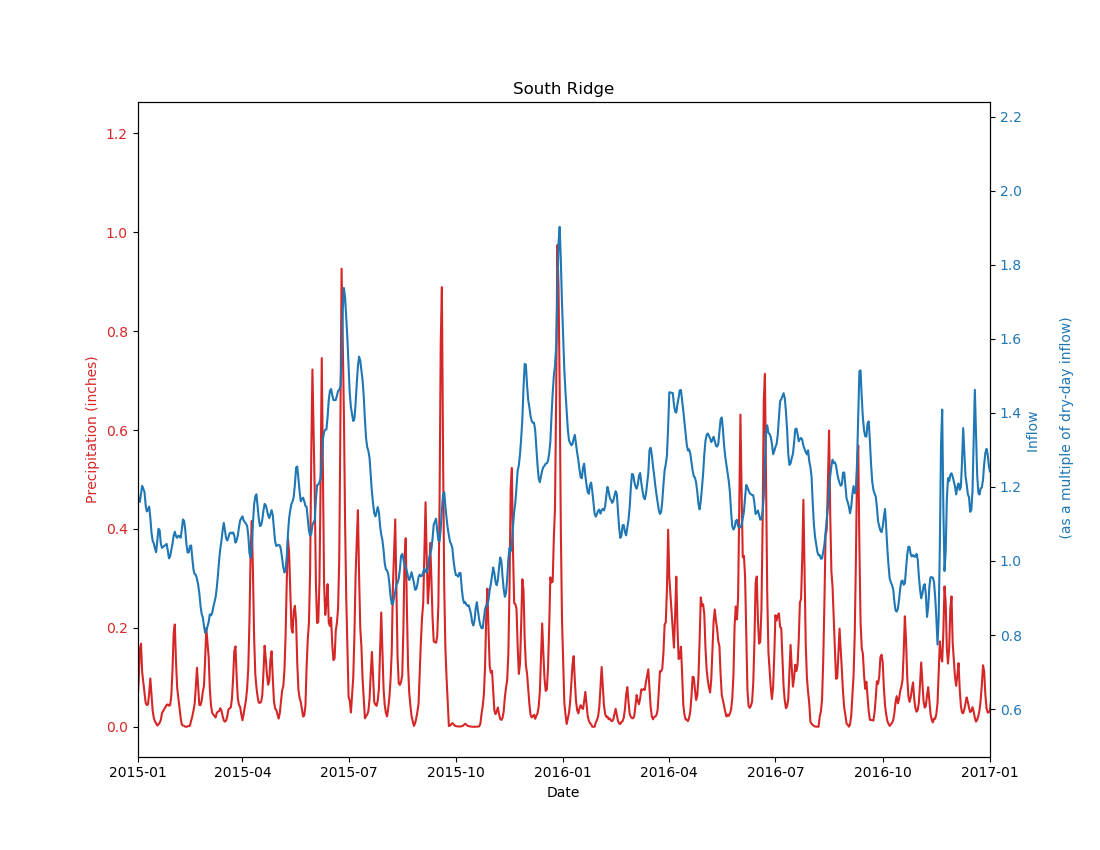 South Ridge
Precipitation (inches)
1.2
1.0
0.8
0.6
0.4
0.2
0.0
2.2
2.0
1.8
1.6
1.4
1.2
1.0
0.8
0.6
Inflow
(as a multiple of dry-day inflow)
2015-01 2015-04 2015-07 2015-10 2016-01 2016-04 2016-07 2016-10 2017-01
Date